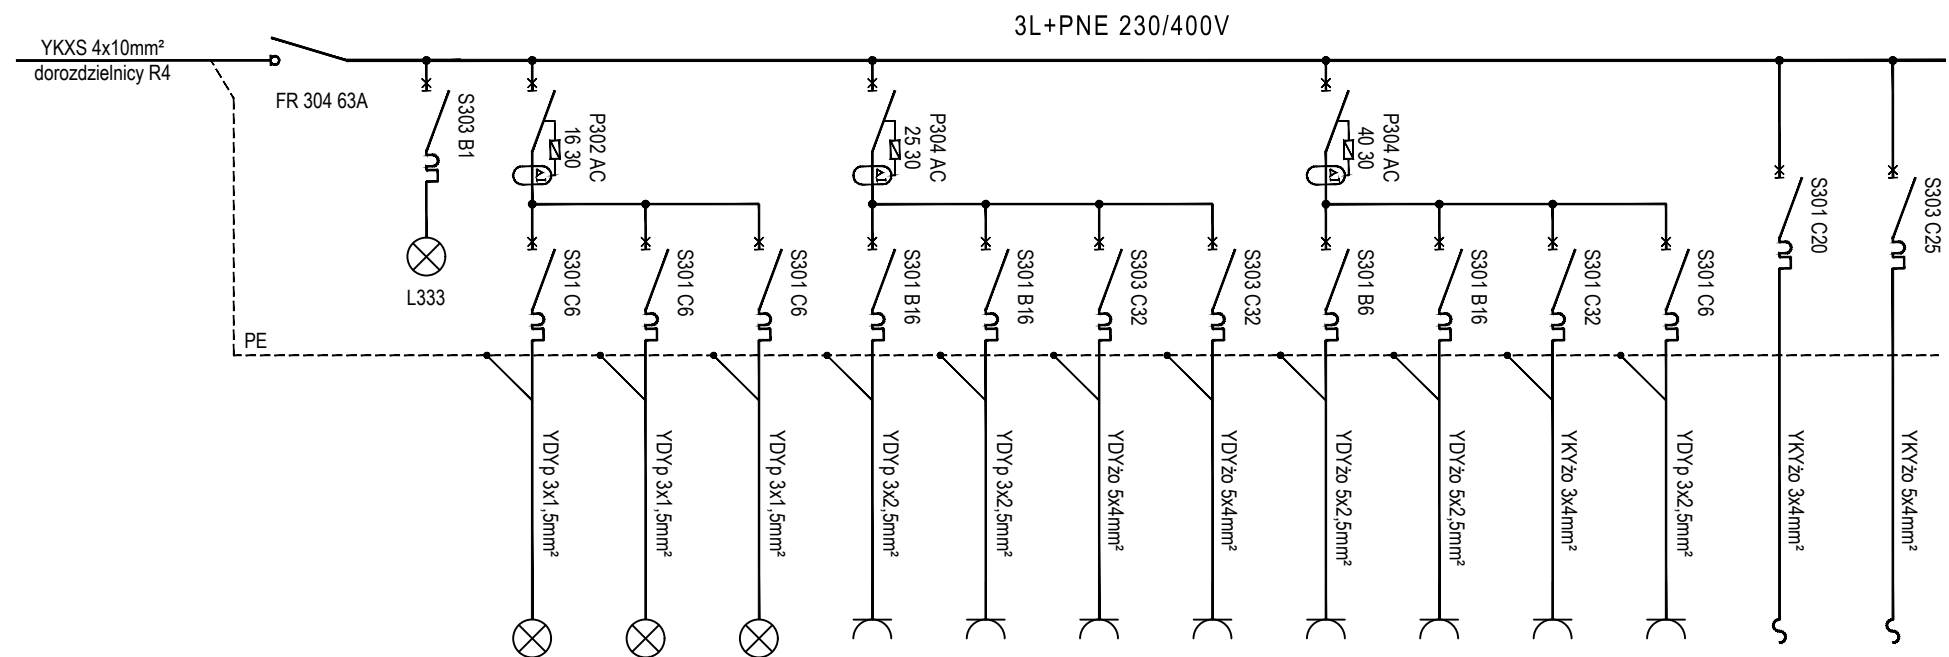 3L+PNE 230/400V
YKXS 4x10mm²
dorozdzielnicy R4
FR 304 63A
S303 B1
L333
P302 AC
16 30
P304 AC
25 30
P304 AC
40 30
S301 C20
S303 C25
S301 C6
S301 C6
S301 C6
S301 B16
S301 B16
S303 C32
S303 C32
S301 B6
S301 B16
S301 C32
S301 C6
PE
YDYp 3x1,5mm²
YDYp 3x1,5mm²
YDYp 3x1,5mm²
YDYp 3x2,5mm²
YDYp 3x2,5mm²
YDYżo 5x4mm²
YDYżo 5x4mm²
YDYżo 5x2,5mm²
YDYżo 5x2,5mm²
YKYżo 3x4mm²
YDYp 3x2,5mm²
YKYżo 3x4mm²
YKYżo 5x4mm²